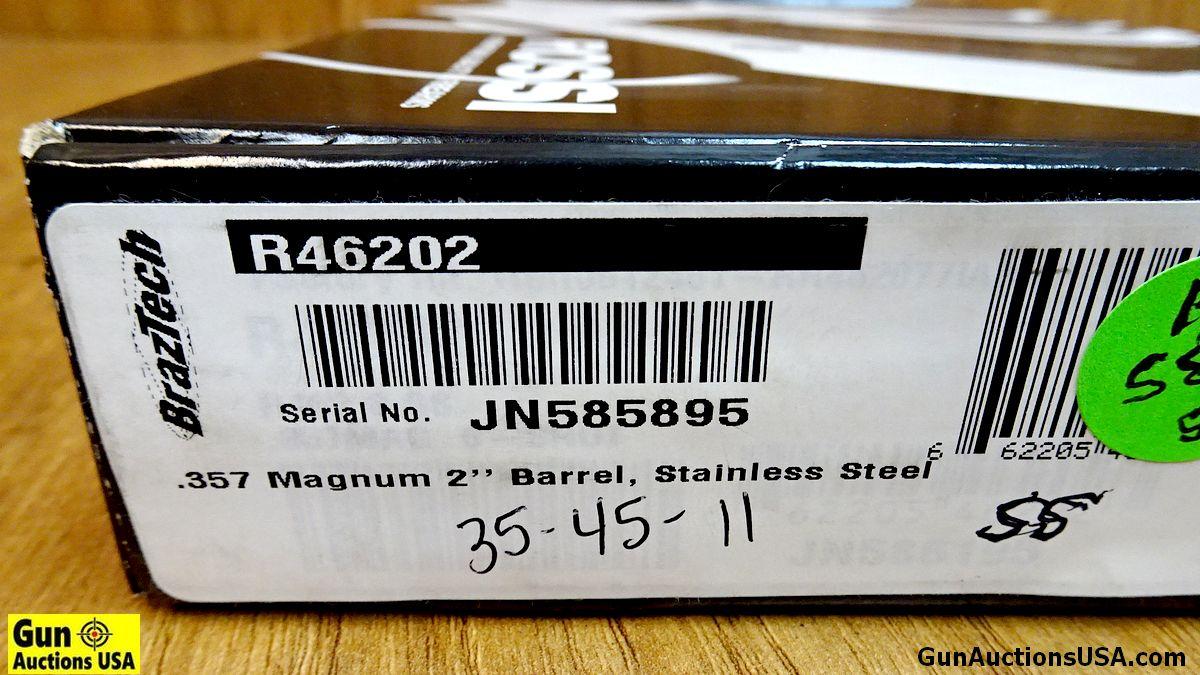 ROSSI
BrazTech
R46202
Serial No. JN585895
.357 Magnum 2'' Barrel, Stainless Steel
35-45-11
6 62205
Gun
Auctions USA
GunAuctionsUSA.com